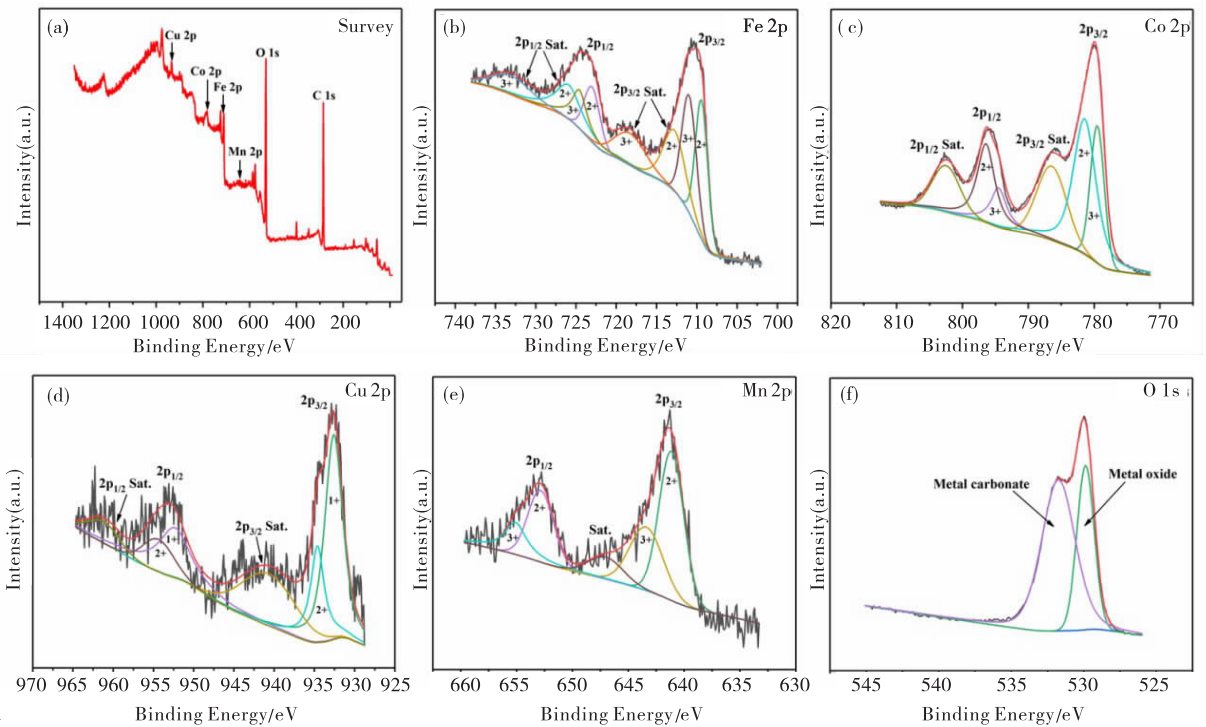 (a) Survey
Cu 2p
O 1s
Co 2p
Fe 2p
C 1s
Mn 2p
Intensity(a.u.)
1400 1200 1000 800 600 400 200
Binding Energy/eV
(b) Fe 2p
2p1/2 Sat. 2p1/2 2p3/2
2p3/2 Sat.
3+ 2+ 3+ 2+ 3+ 2+ 3+ 2+
Intensity(a.u.)
740 735 730 725 720 715 710 705 700
Binding Energy/eV
(c) Co 2p
2p3/2
2p1/2
2p1/2 Sat. 2p3/2 Sat.
2+ 3+ 2+ 3+
Intensity(a.u.)
820 810 800 790 780 770
Binding Energy/eV
(d) Cu 2p
2p3/2
2p1/2
2p1/2 Sat.
2p3/2 Sat.
1+ 2+ 1+ 2+
Intensity(a.u.)
970 965 960 955 950 945 940 935 930 925
Binding Energy/eV
(e) Mn 2p
2p3/2
2p1/2
Sat.
3+ 2+ 3+ 2+
Intensity(a.u.)
660 655 650 645 640 635 630
Binding Energy/eV
(f) O 1s
Metal carbonate Metal oxide
Intensity(a.u.)
545 540 535 530 525
Binding Energy/eV